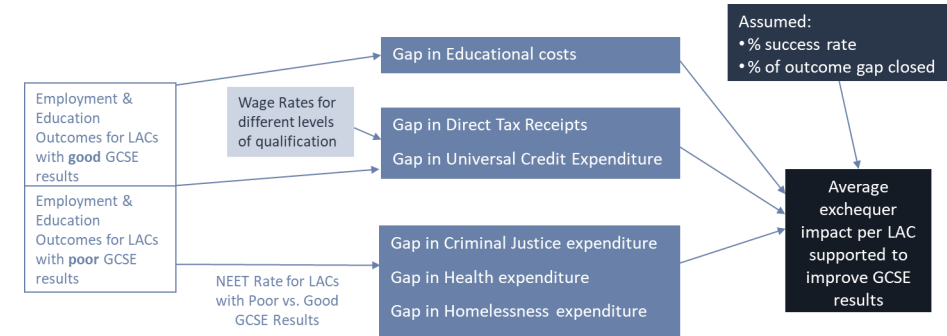 Employment &
Education
Outcomes for LACs
with good GCSE
results
Employment &
Education
Outcomes for LACs
with poor GCSE
results
Wage Rates for
different levels
of qualification
NEET Rate for LACs
with Poor vs. Good
GCSE Results
Gap in Educational costs
Gap in Direct Tax Receipts
Gap in Universal Credit Expenditure
Gap in Criminal Justice expenditure
Gap in Health expenditure
Gap in Homelessness expenditure
Assumed:
•% success rate
•% of outcome gap closed
Average
exchequer
impact per LAC
supported to
improve GCSE
results